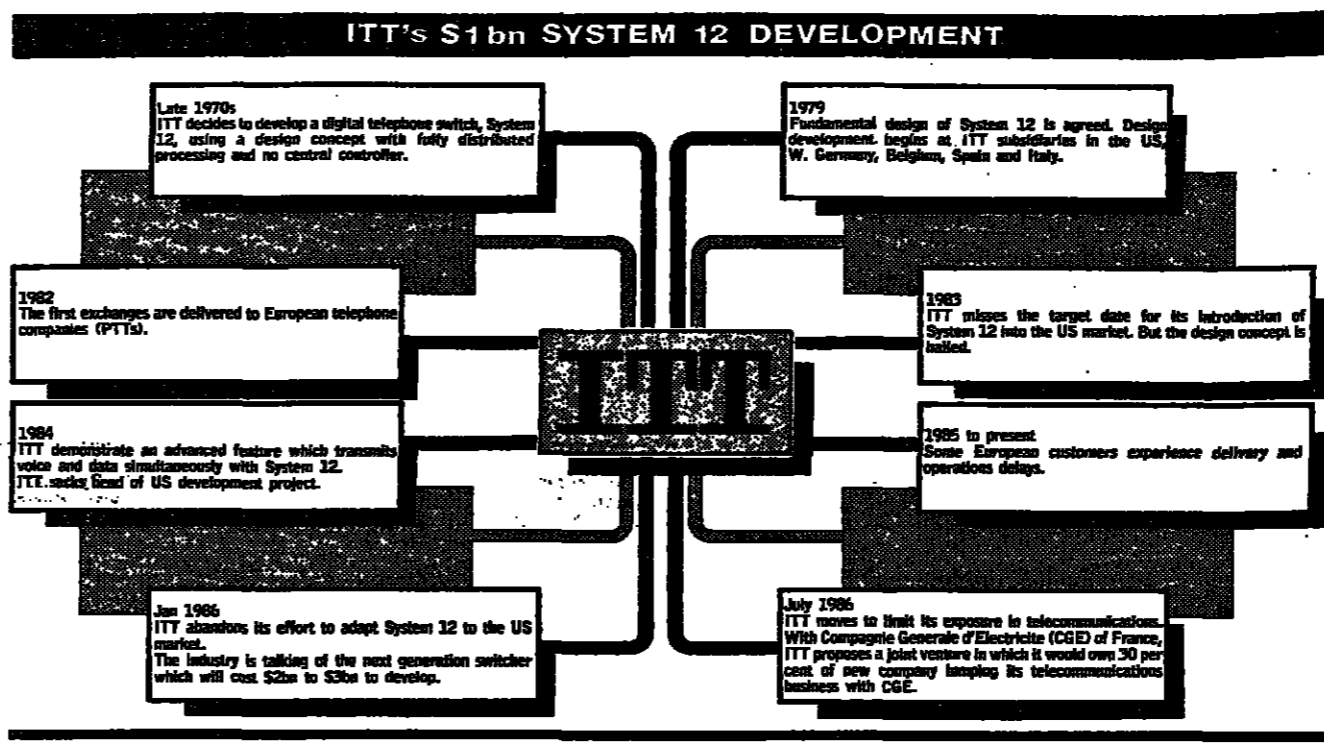 ITT's $1bn SYSTEM 12 DEVELOPMENT
Late 1970s
ITT decides to develop a digital telephone switch, System
12, using a design concept with fully distributed
processing and no central controller.
1979
Fundamental design of System 12 is agreed. Design
development begins at ITT subsidiaries in the US,
W. Germany, Belgium, Spain and Italy.
1982
The first exchanges are delivered to European telephone
companies (PTTs).
1983
ITT misses the target date for its introduction of
System 12 into the US market. But the design concept is
hailed.
ITT
1984
ITT demonstrate an advanced feature which transmits
voice and data simultaneously with System 12.
ITT sacks head of US development project.
1985 to present
Some European customers experience delivery and
operations delays.
Jan 1986
ITT abandons its effort to adapt System 12 to the US
market.
The industry is talking of the next generation switcher
which will cost $2bn to $3bn to develop.
July 1986
ITT moves to limit its exposure in telecommunications.
With Compagnie Generale d'Electricite (CGE) of France,
ITT proposes a joint venture in which it would own 30 per
cent of new company lumping its telecommunications
business with CGE.